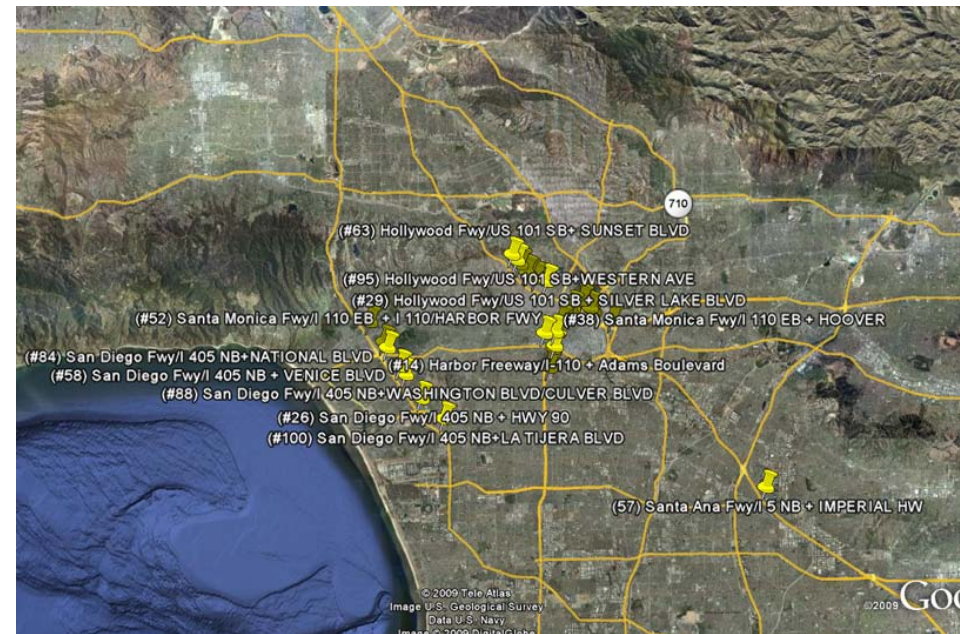 710
(#63) Hollywood Fwy/US 101 SB+ SUNSET BLVD
(#95) Hollywood Fwy/US 101 SB+WESTERN AVE
(#29) Hollywood Fwy/US 101 SB + SILVER LAKE BLVD
(#52) Santa Monica Fwy/I 110 EB + I 110/HARBOR FWY
(#38) Santa Monica Fwy/I 110 EB + HOOVER
(#84) San Diego Fwy/I 405 NB+NATIONAL BLVD
(#14) Harbor Freeway/I-110 + Adams Boulevard
(#58) San Diego Fwy/I 405 NB + VENICE BLVD
(#88) San Diego Fwy/I 405 NB+WASHINGTON BLVD/CULVER BLVD
(#26) San Diego Fwy/I 405 NB + HWY 90
(#100) San Diego Fwy/I 405 NB+LA TIJERA BLVD
(57) Santa Ana Fwy/I 5 NB + IMPERIAL HW
© 2009 Tele Atlas
Image U.S. Geological Survey
Data U.S. Navy
Image © 2009 DigitalGlobe
©2009 Goo